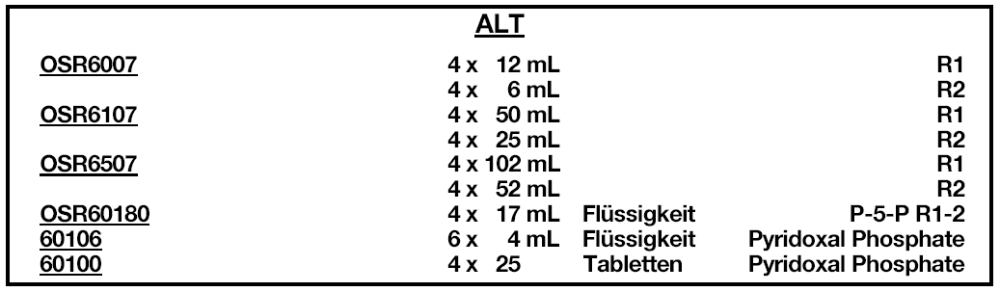 ALT
OSR6007 4 x 12 mL R1
4 x 6 mL R2
OSR6107 4 x 50 mL R1
4 x 25 mL R2
OSR6507 4 x 102 mL R1
4 x 52 mL R2
OSR60180 4 x 17 mL Flüssigkeit P-5-P R1-2
60106 6 x 4 mL Flüssigkeit Pyridoxal Phosphate
60100 4 x 25 Tabletten Pyridoxal Phosphate